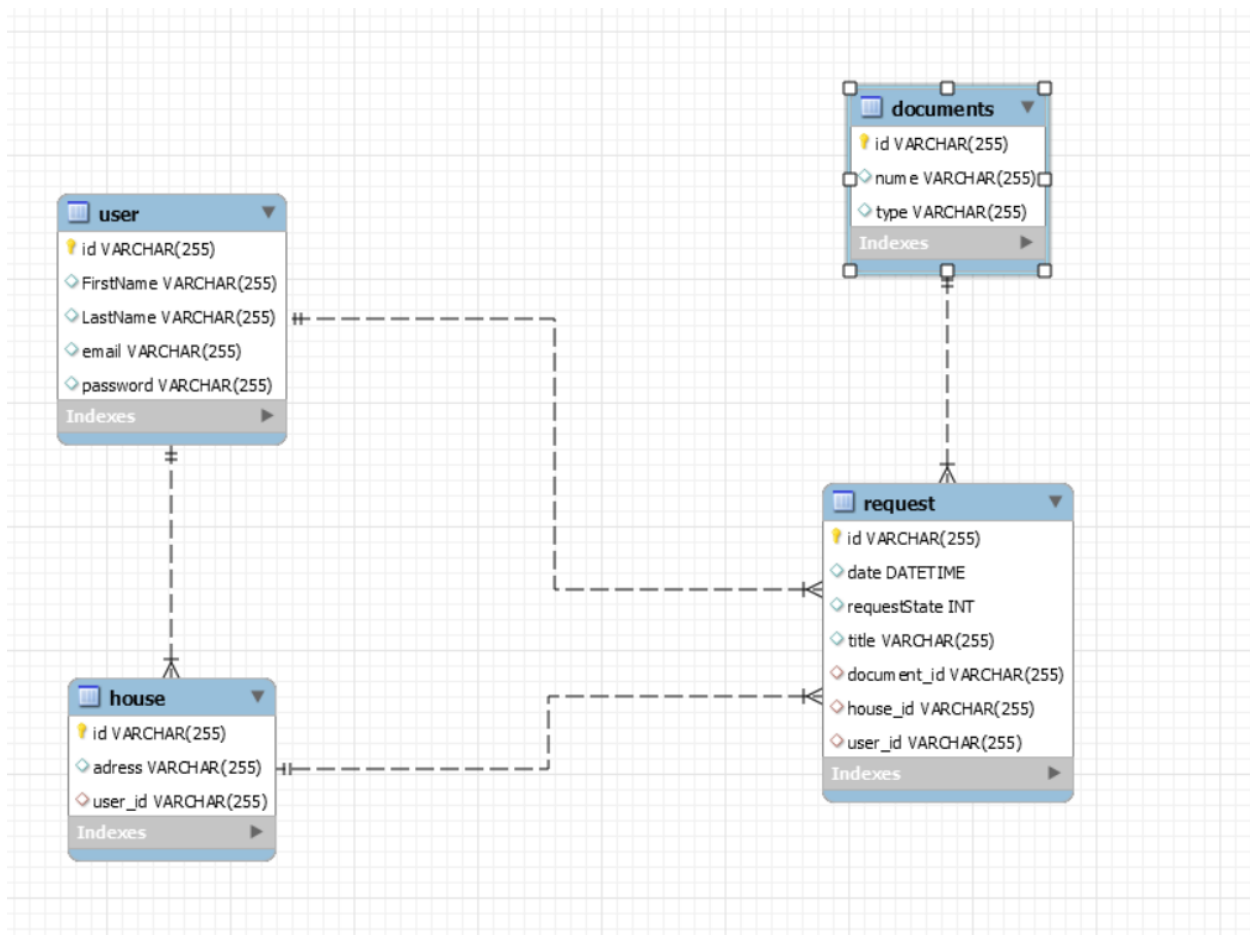 documents
id VARCHAR(255)
nume VARCHAR(255)
type VARCHAR(255)
Indexes
user
id VARCHAR(255)
FirstName VARCHAR(255)
LastName VARCHAR(255)
email VARCHAR(255)
password VARCHAR(255)
Indexes
request
id VARCHAR(255)
date DATETIME
requestState INT
title VARCHAR(255)
document_id VARCHAR(255)
house_id VARCHAR(255)
user_id VARCHAR(255)
Indexes
house
id VARCHAR(255)
adress VARCHAR(255)
user_id VARCHAR(255)
Indexes